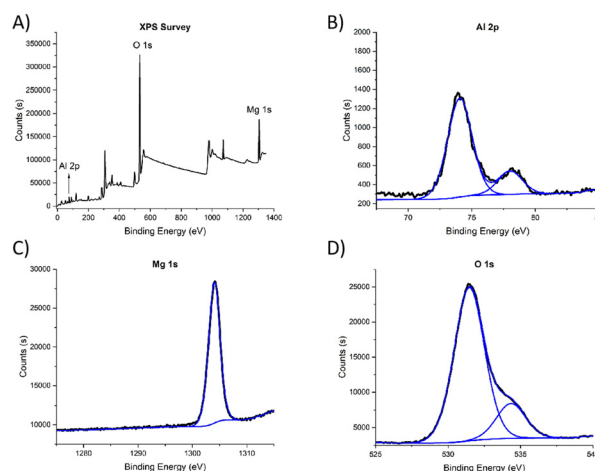 A)
XPS Survey
350000
300000
250000
200000
150000
100000
50000
0
Counts (s)
O 1s
Mg 1s
Al 2p
0 200 400 600 800 1000 1200 1400
Binding Energy (eV)
B)
Al 2p
2000
1800
1600
1400
1200
1000
800
600
400
200
Counts (s)
70 75 80
Binding Energy (eV)
C)
Mg 1s
30000
25000
20000
15000
10000
Counts (s)
1280 1290 1300 1310
Binding Energy (eV)
D)
O 1s
25000
20000
15000
10000
5000
Counts (s)
525 530 535 54
Binding Energy (eV)